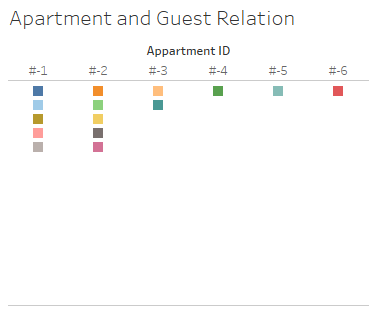 Apartment and Guest Relation
Appartment ID
#-1 #-2 #-3 #-4 #-5 #-6